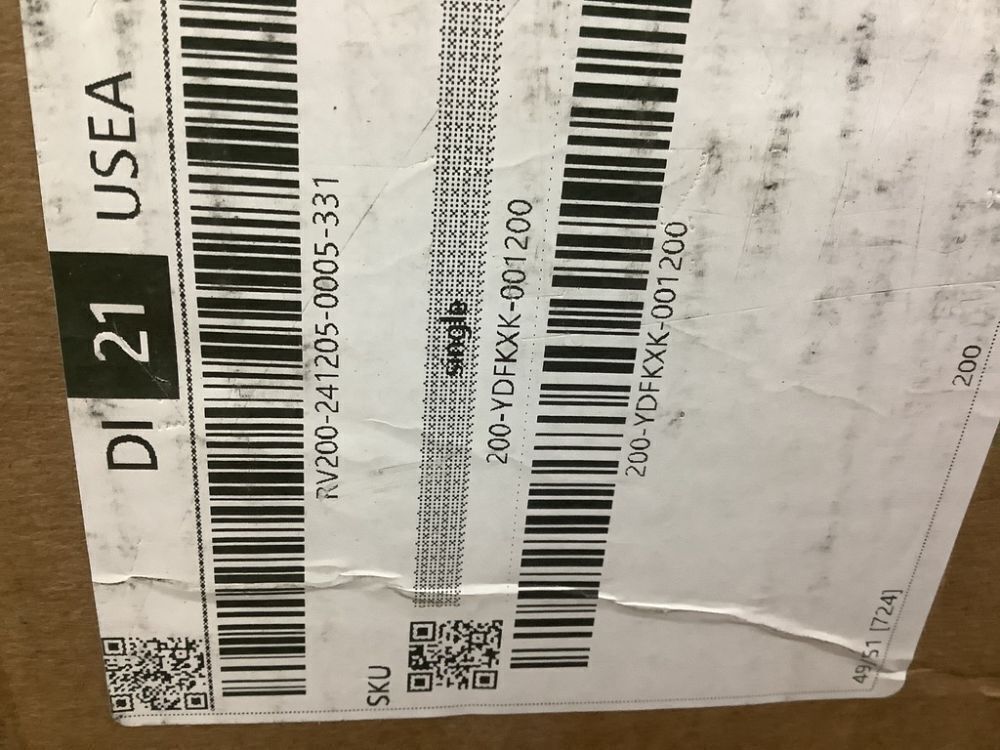 DI 21 USEA
RV200-241205-0005-331
single
SKU
200-YDFKXK-001200
200-YDFKXK-001200
49/51 [724]
200